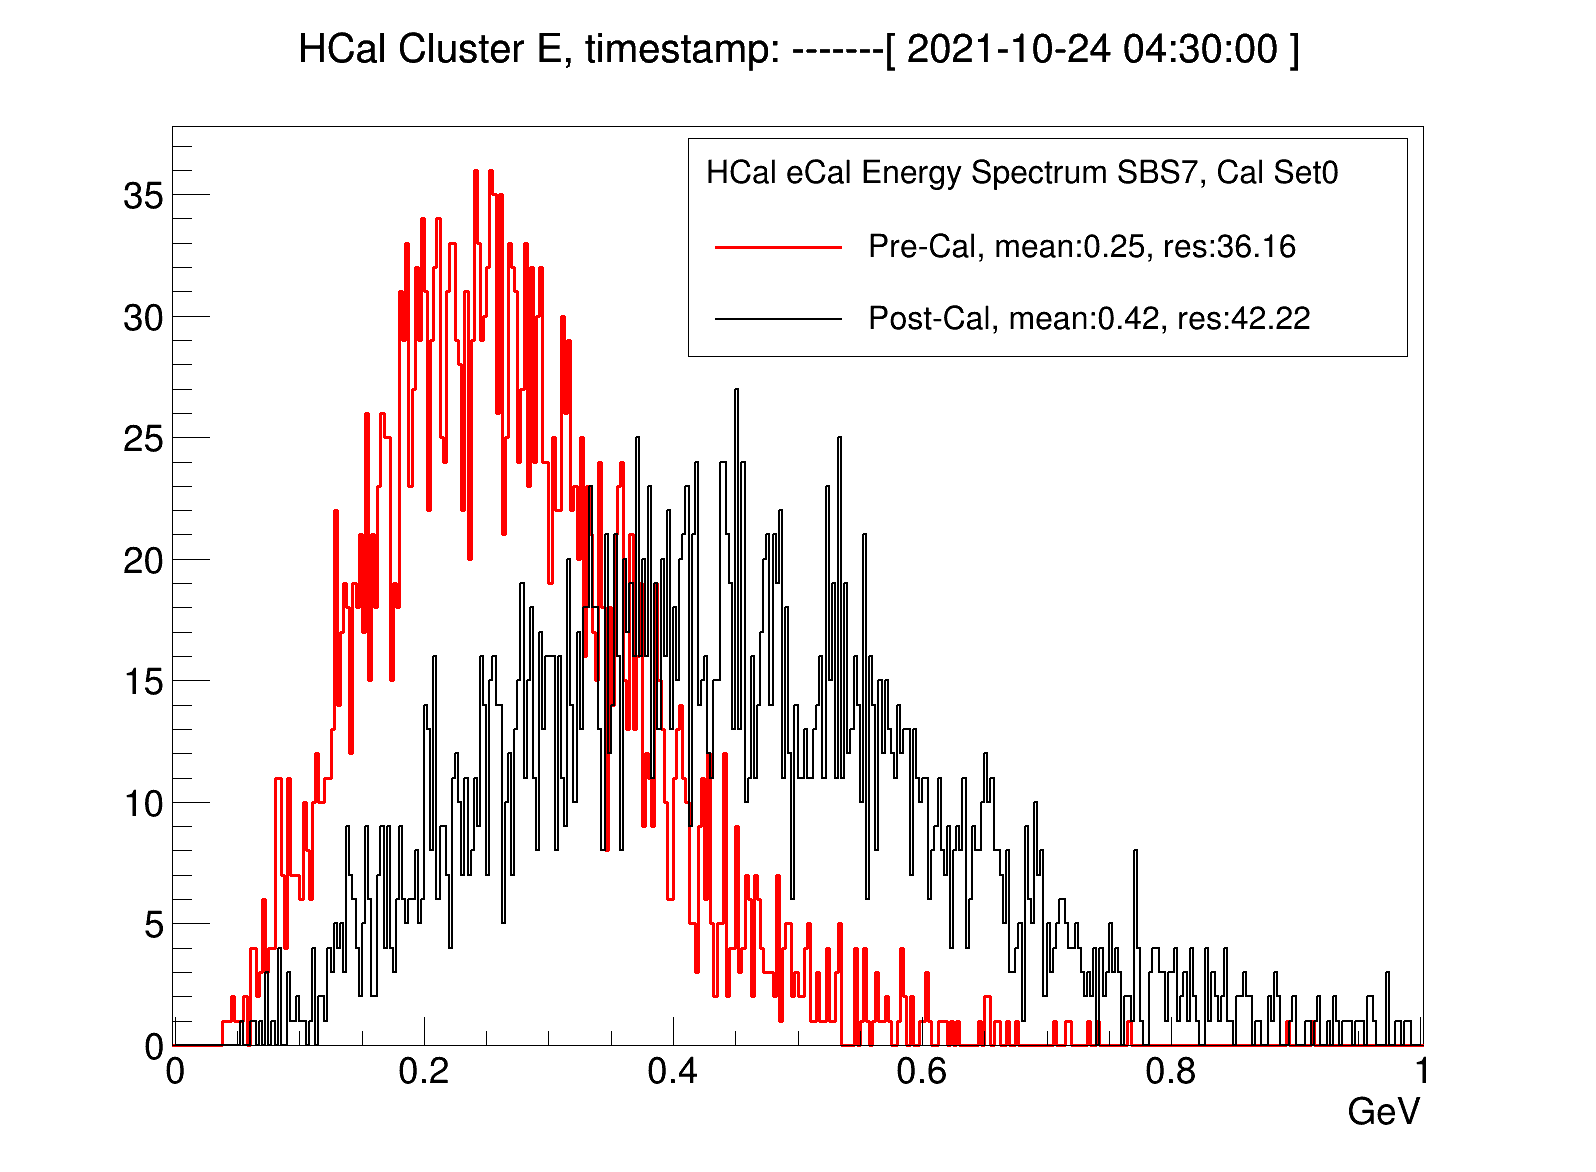 HCal Cluster E, timestamp: -------[ 2021-10-24 04:30:00 ]
HCal eCal Energy Spectrum SBS7, Cal Set0
Pre-Cal, mean:0.25, res:36.16
Post-Cal, mean:0.42, res:42.22
35
30
25
20
15
10
5
0
0 0.2 0.4 0.6 0.8 1
GeV